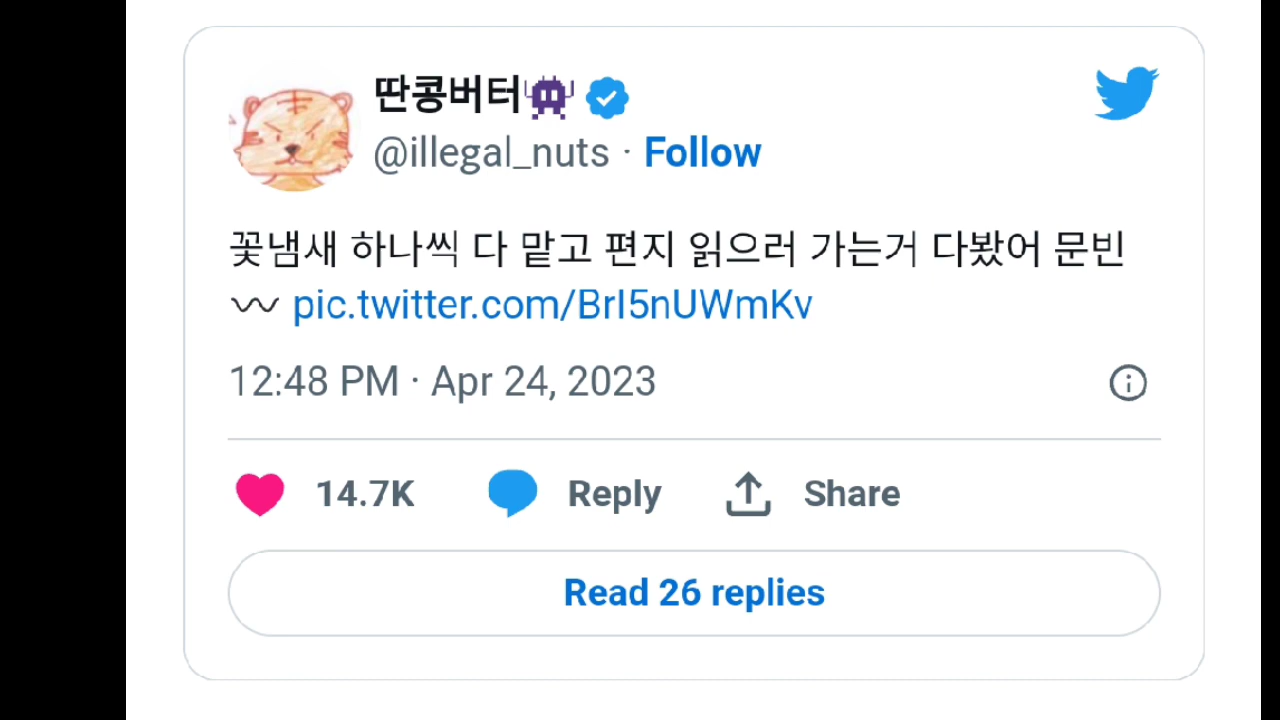 딴콩버터👾
@illegal_nuts · Follow
꽃냄새 하나씩 다 맡고 편지 읽으러 가는거 다봤어 문빈
〰 pic.twitter.com/BrI5nUWmKv
12:48 PM · Apr 24, 2023
14.7K Reply Share
Read 26 replies